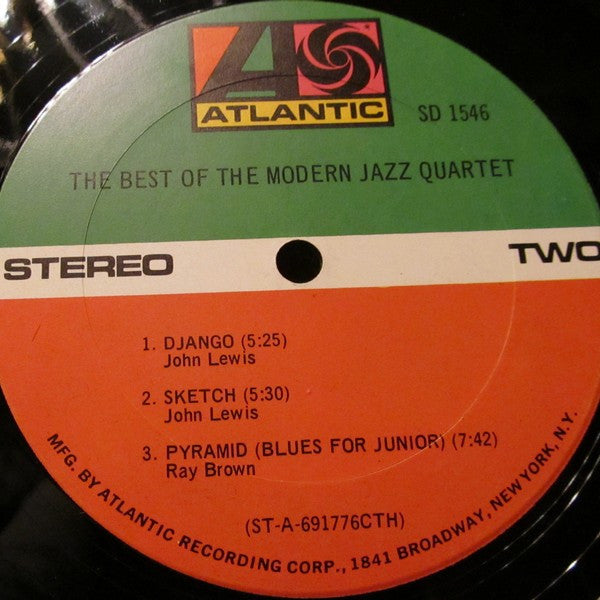 ATLANTIC
SD 1546
THE BEST OF THE MODERN JAZZ QUARTET
STEREO
TWO
1. DJANGO (5:25)
John Lewis
2. SKETCH (5:30)
John Lewis
3. PYRAMID (BLUES FOR JUNIOR) (7:42)
Ray Brown
(ST-A-691776CTH)
MFG. BY ATLANTIC RECORDING CORP., 1841 BROADWAY, NEW YORK, N.Y.